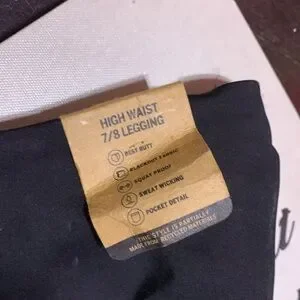 HIGH WAIST
7/8 LEGGING
BEST BUTT
BLACKOUT FABRIC
SQUAT PROOF
SWEAT WICKING
POCKET DETAIL
THIS STYLE IS PARTIALLY
MADE FROM RECYCLED MATERIALS